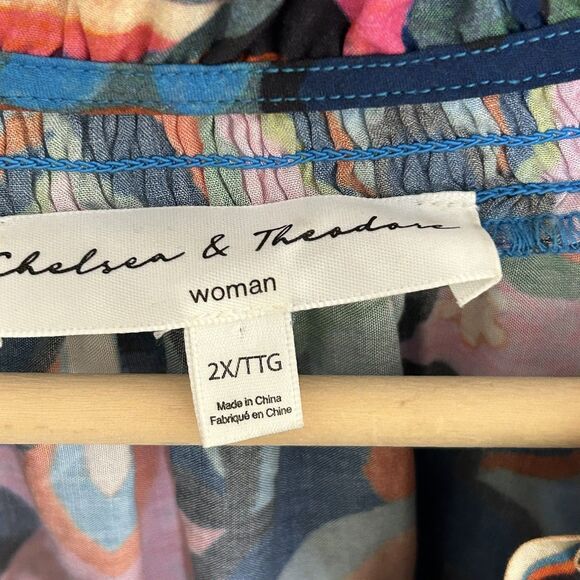 Chelsea & Theodore
woman
2X/TTG
Made in China
Fabriqué en Chine